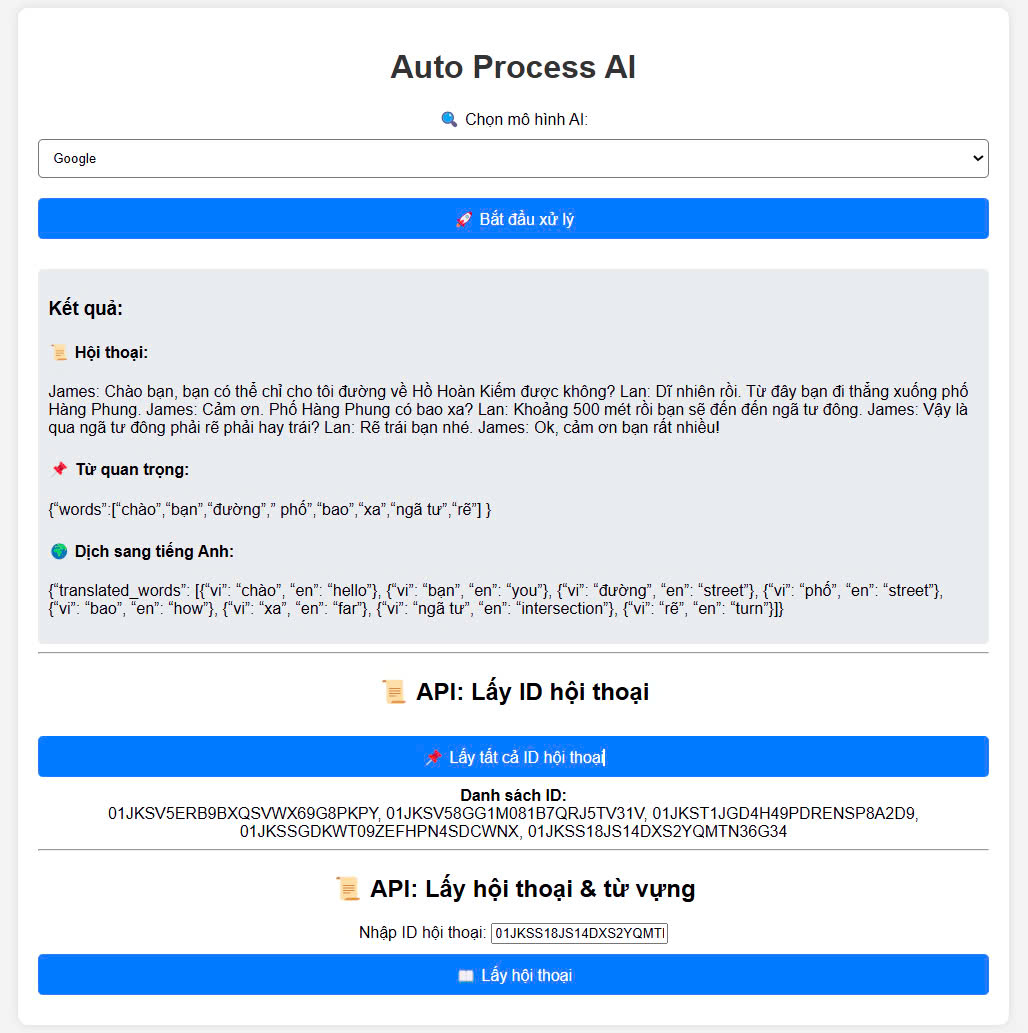 Auto Process AI
🔍 Chọn mô hình AI:
Google
🚀 Bắt đầu xử lý
Kết quả:
📜 Hội thoại:
James: Chào bạn, bạn có thể chỉ cho tôi đường về Hồ Hoàn Kiếm được không? Lan: Dĩ nhiên rồi. Từ đây bạn đi thẳng xuống phố
Hàng Phung. James: Cảm ơn. Phố Hàng Phung có bao xa? Lan: Khoảng 500 mét rồi bạn sẽ đến đến ngã tư đông. James: Vậy là
qua ngã tư đông phải rẽ phải hay trái? Lan: Rẽ trái bạn nhé. James: Ok, cảm ơn bạn rất nhiều!
📌 Từ quan trọng:
{“words”:[“chào”,“bạn”,“đường”,” phố”,“bao”,“xa”,“ngã tư”,“rẽ”] }
🌍 Dịch sang tiếng Anh:
{“translated_words”: [{“vi”: “chào”, “en”: “hello”}, {“vi”: “bạn”, “en”: “you”}, {“vi”: “đường”, “en”: “street”}, {“vi”: “phố”, “en”: “street”},
{“vi”: “bao”, “en”: “how”}, {“vi”: “xa”, “en”: “far”}, {“vi”: “ngã tư”, “en”: “intersection”}, {“vi”: “rẽ”, “en”: “turn”}]}
📜 API: Lấy ID hội thoại
📌 Lấy tất cả ID hội thoại
Danh sách ID:
01JKSV5ERB9BXQSVWX69G8PKPY, 01JKSV58GG1M081B7QRJ5TV31V, 01JKST1JGD4H49PDRENSP8A2D9,
01JKSSGDKWT09ZEFHPN4SDCWNX, 01JKSS18JS14DXS2YQMTN36G34
📜 API: Lấy hội thoại & từ vựng
Nhập ID hội thoại: 01JKSS18JS14DXS2YQMTI
📖 Lấy hội thoại